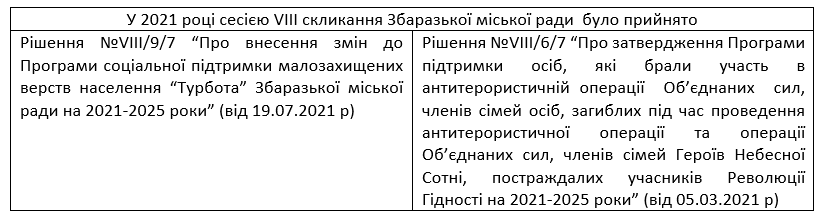 У 2021 році сесією VIII скликання Збаразької міської ради було прийнято
Рішення №VIII/9/7 “Про внесення змін до
Програми соціальної підтримки малозахищених
верств населення “Турбота” Збаразької міської
ради на 2021-2025 роки” (від 19.07.2021 р)
Рішення №VIII/6/7 “Про затвердження Програми
підтримки осіб, які брали участь в
антитерористичній операції Об’єднаних сил,
членів сімей осіб, загиблих під час проведення
антитерористичної операції та операції
Об’єднаних сил, членів сімей Героїв Небесної
Сотні, постраждалих учасників Революції
Гідності на 2021-2025 роки” (від 05.03.2021 р)